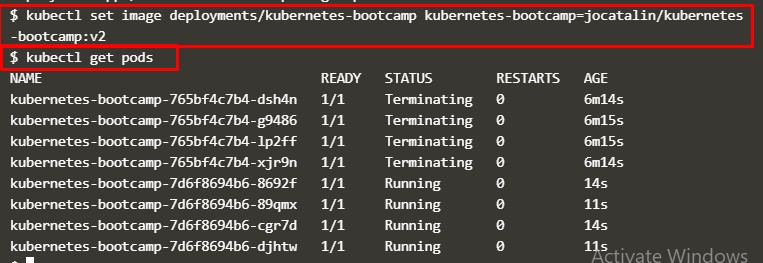 $ kubectl set image deployments/kubernetes-bootcamp kubernetes-bootcamp=jocatalin/kubernetes
-bootcamp:v2
$ kubectl get pods
NAME READY STATUS RESTARTS AGE
kubernetes-bootcamp-765bf4c7b4-dsh4n 1/1 Terminating 0 6m14s
kubernetes-bootcamp-765bf4c7b4-g9486 1/1 Terminating 0 6m15s
kubernetes-bootcamp-765bf4c7b4-lp2ff 1/1 Terminating 0 6m15s
kubernetes-bootcamp-765bf4c7b4-xjr9n 1/1 Terminating 0 6m14s
kubernetes-bootcamp-7d6f8694b6-8692f 1/1 Running 0 14s
kubernetes-bootcamp-7d6f8694b6-89qmx 1/1 Running 0 11s
kubernetes-bootcamp-7d6f8694b6-cgr7d 1/1 Running 0 14s
kubernetes-bootcamp-7d6f8694b6-djhtw 1/1 Running 0 11s
Activate Windows